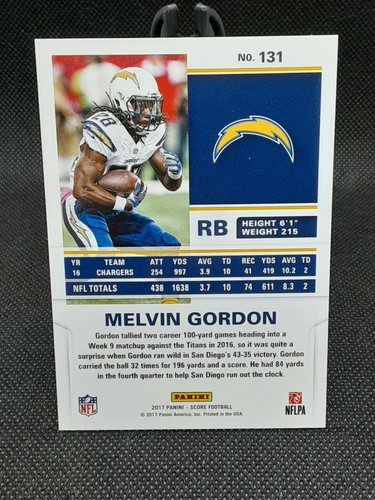 NO. 131
28
RB
HEIGHT 6'1"
WEIGHT 215
YR TEAM ATT YDS AVG TD REC YDS AVG TD
16 CHARGERS 254 997 3.9 10 41 419 10.2 2
NFL TOTALS 438 1638 3.7 10 74 611 8.3 2
MELVIN GORDON
Gordon tallied two career 100-yard games heading into a
Week 9 matchup against the Titans in 2016, so it was quite a
surprise when Gordon ran wild in San Diego's 43-35 victory. Gordon
carried the ball 32 times for 196 yards and a score. He had 84 yards
in the fourth quarter to help San Diego run out the clock.
NFL
PANINI
NFLPA
2017 PANINI - SCORE FOOTBALL
© 2017 Panini America, Inc. Printed in the USA.